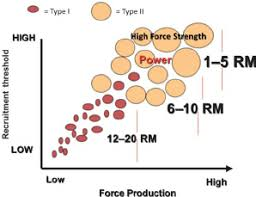 = Type I = Type II
HIGH
High Force Strength
Power
1–5 RM
6–10 RM
12–20 RM
Recruitment threshold
LOW
Low
High
Force Production